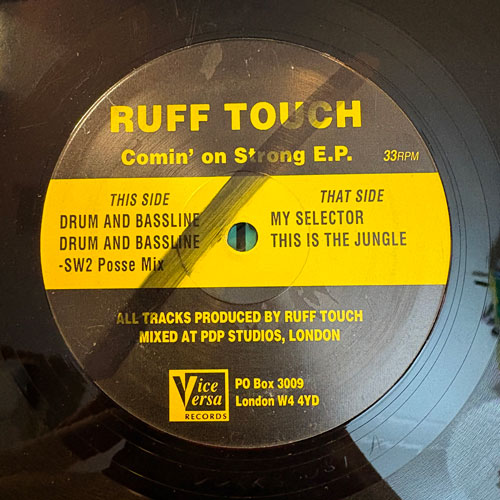 RUFF TOUCH
Comin' on Strong E.P.
33RPM
THIS SIDE
DRUM AND BASSLINE
DRUM AND BASSLINE
-SW2 Posse Mix
THAT SIDE
MY SELECTOR
THIS IS THE JUNGLE
ALL TRACKS PRODUCED BY RUFF TOUCH
MIXED AT PDP STUDIOS, LONDON
Vice
Versa
RECORDS
PO Box 3009
London W4 4YD